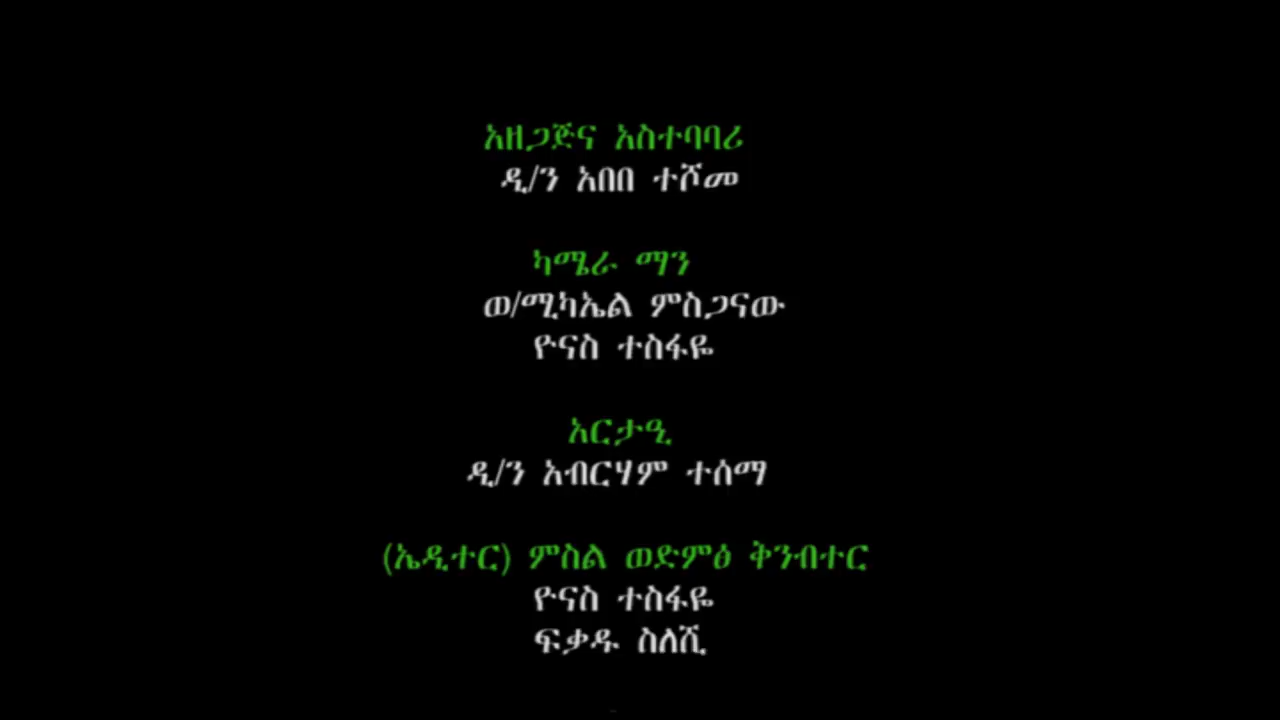 አዘጋጅና አስተባባሪ
ዲ/ን አበበ ተሾመ
ካሜራ ማን
ወ/ሚካኤል ምስጋናው
ዮናስ ተስፋዬ
አርታዒ
ዲ/ን አብርሃም ተሰማ
(ኤዲተር) ምስል ወድምፅ ቅንብተር
ዮናስ ተስፋዬ
ፍቃዱ ስለሺ